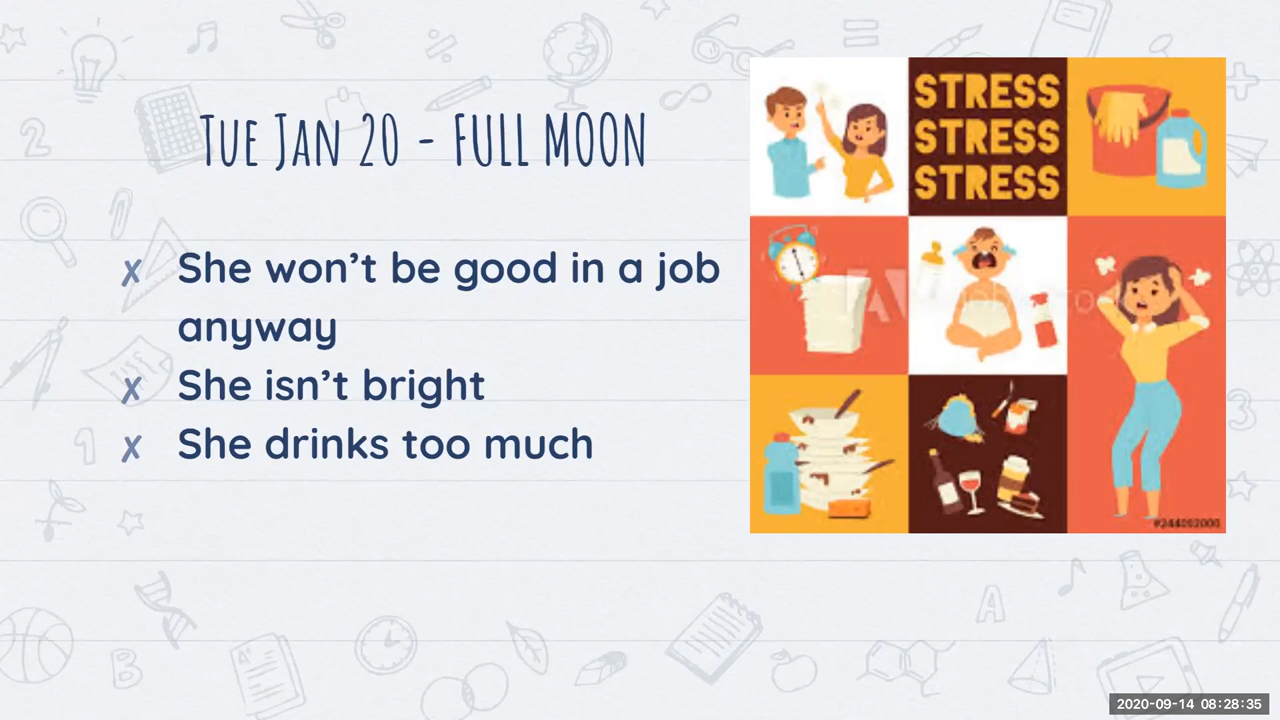 Tue Jan 20 - FULL MOON
✗ She won't be good in a job
anyway
✗ She isn't bright
✗ She drinks too much
STRESS
STRESS
STRESS
#244092000
2020-09-14 08:28:35